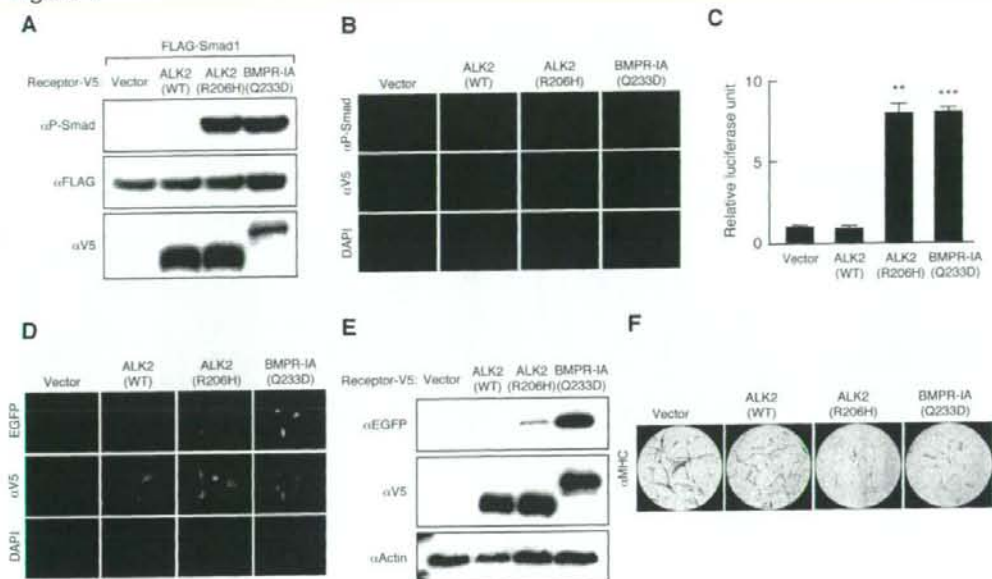 A
FLAG-Smad1
Receptor-V5: Vector ALK2 (WT) ALK2 (R206H) BMPR-IA (Q233D)
αP-Smad
αFLAG
αV5
B
Vector ALK2 (WT) ALK2 (R206H) BMPR-IA (Q233D)
αP-Smad
αV5
DAPI
C
Relative luciferase unit
10
5
0
** ***
Vector ALK2 (WT) ALK2 (R206H) BMPR-IA (Q233D)
D
Vector ALK2 (WT) ALK2 (R206H) BMPR-IA (Q233D)
EGFP
αV5
DAPI
E
Receptor-V5: Vector ALK2 (WT) ALK2 (R206H) BMPR-IA (Q233D)
αEGFP
αV5
αActin
F
Vector ALK2 (WT) ALK2 (R206H) BMPR-IA (Q233D)
αMHC